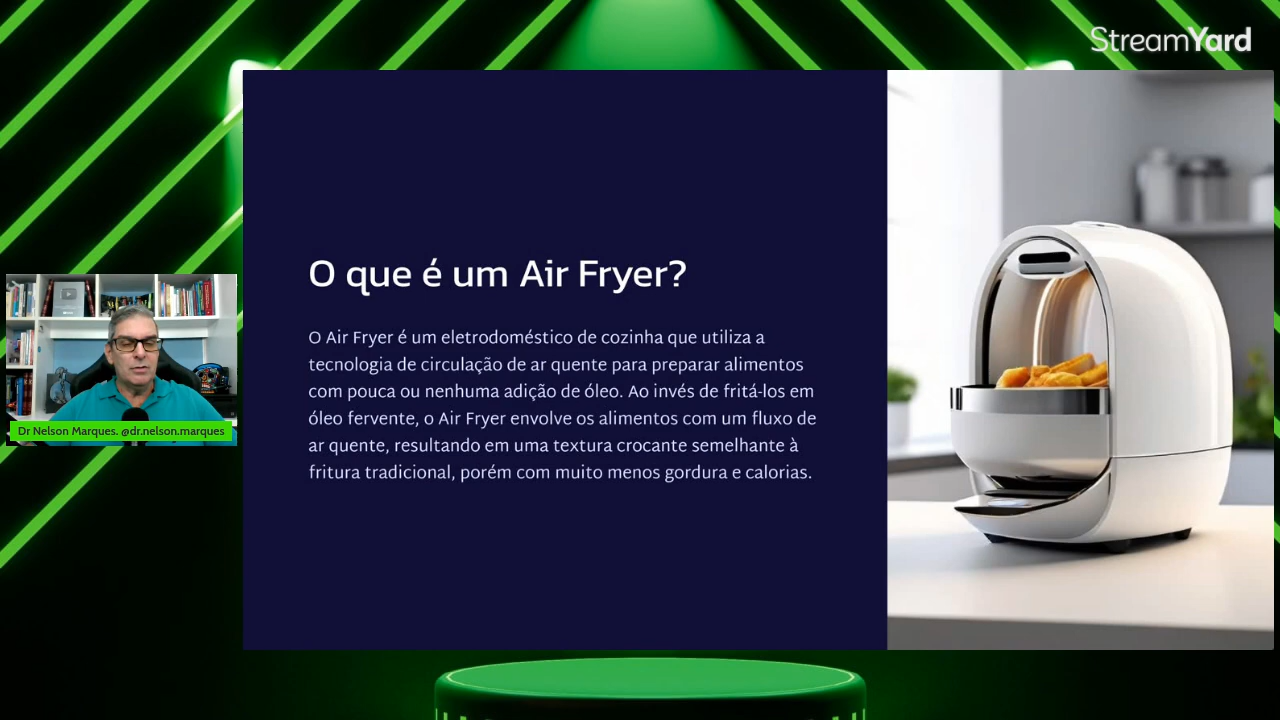 StreamYard
O que é um Air Fryer?
O Air Fryer é um eletrodoméstico de cozinha que utiliza a
tecnologia de circulação de ar quente para preparar alimentos
com pouca ou nenhuma adição de óleo. Ao invés de fritá-los em
óleo fervente, o Air Fryer envolve os alimentos com um fluxo de
ar quente, resultando em uma textura crocante semelhante à
fritura tradicional, porém com muito menos gordura e calorias.
Dr Nelson Marques. @dr.nelson.marques